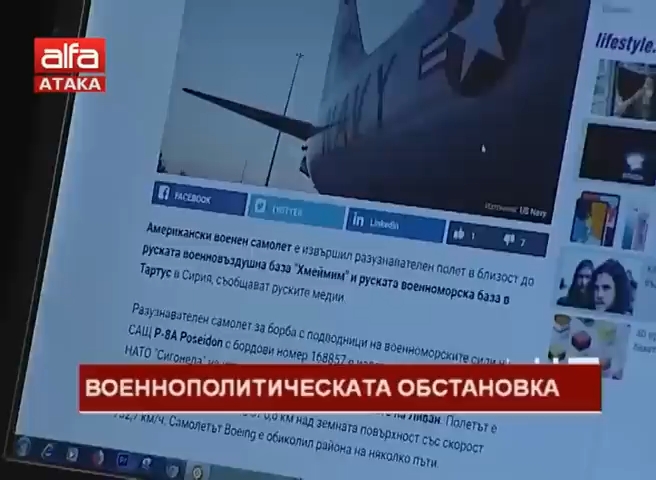 alfa
АТАКА
NAVY
lifestyle.
Източник: US Navy
FACEBOOK
TWITTER
LinkedIn
1
7
Американски военен самолет е извършил разузнавателен полет в близост до
руската военновъздушна база "Хмеймим" и руската военноморска база в
Тартус в Сирия, съобщават руските медии.
Разузнавателен самолет за борба с подводници на военноморските сили на
САЩ P-8A Poseidon с бордови номер 168857 е
НАТО "Сигонела"
ВОЕННОПОЛИТИЧЕСКАТА ОБСТАНОВКА
на Ливан. Полетът е
км над земната повърхност със скорост
км/ч. Самолетът Boeing е обиколил района на няколко пъти.